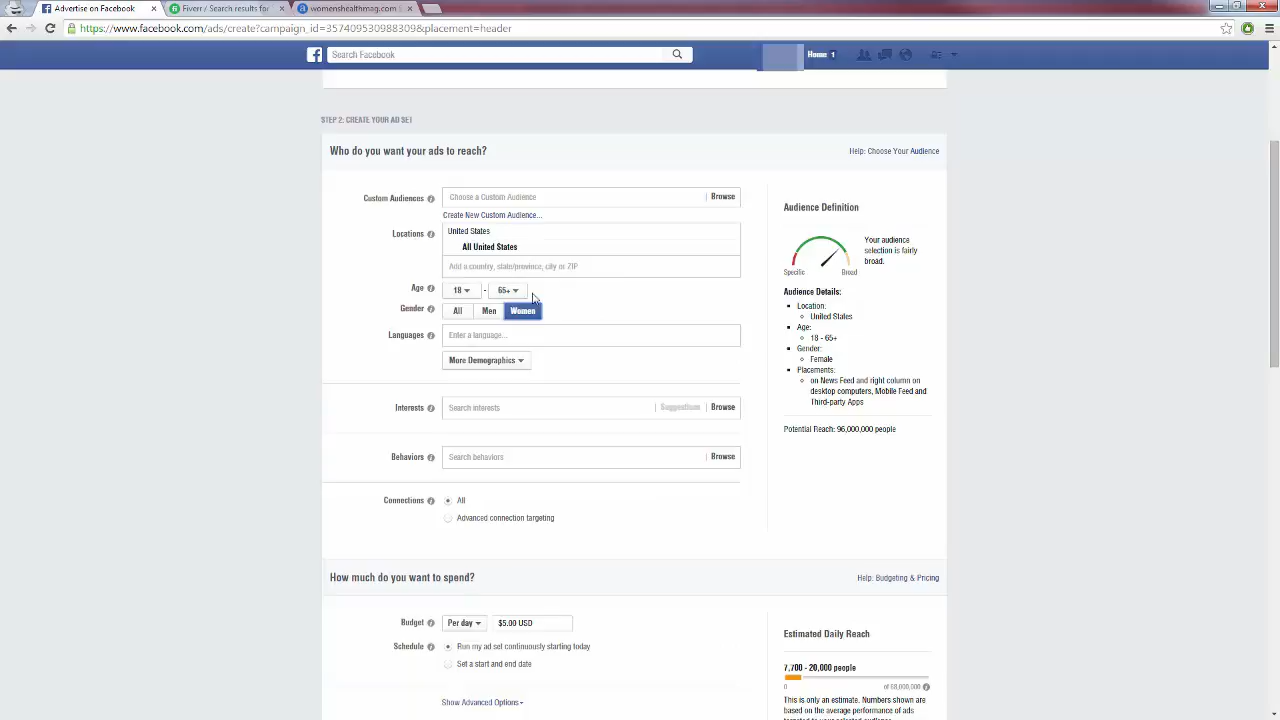 Advertise on Facebook
Fiverr / Search results for
womenshealthmag.com
https://www.facebook.com/ads/create?campaign_id=357409530988309&placement=header
Search Facebook
Home 1
STEP 2: CREATE YOUR AD SET
Who do you want your ads to reach?
Help: Choose Your Audience
Custom Audiences
Choose a Custom Audience
Browse
Create New Custom Audience...
Locations
United States
All United States
Add a country, state/province, city or ZIP
Age
18 - 65+
Gender
All Men Women
Languages
Enter a language...
More Demographics
Interests
Search interests
Suggestions Browse
Behaviors
Search behaviors
Browse
Connections
All
Advanced connection targeting
Audience Definition
Your audience
selection is fairly
broad.
Specific Broad
Audience Details:
Location:
United States
Age:
18 - 65+
Gender:
Female
Placements:
on News Feed and right column on
desktop computers, Mobile Feed and
Third-party Apps
Potential Reach: 96,000,000 people
How much do you want to spend?
Help: Budgeting & Pricing
Budget
Per day $5.00 USD
Schedule
Run my ad set continuously starting today
Set a start and end date
Show Advanced Options
Estimated Daily Reach
7,700 - 20,000 people
0 of 68,000,000
This is only an estimate. Numbers shown are
based on the average performance of ads